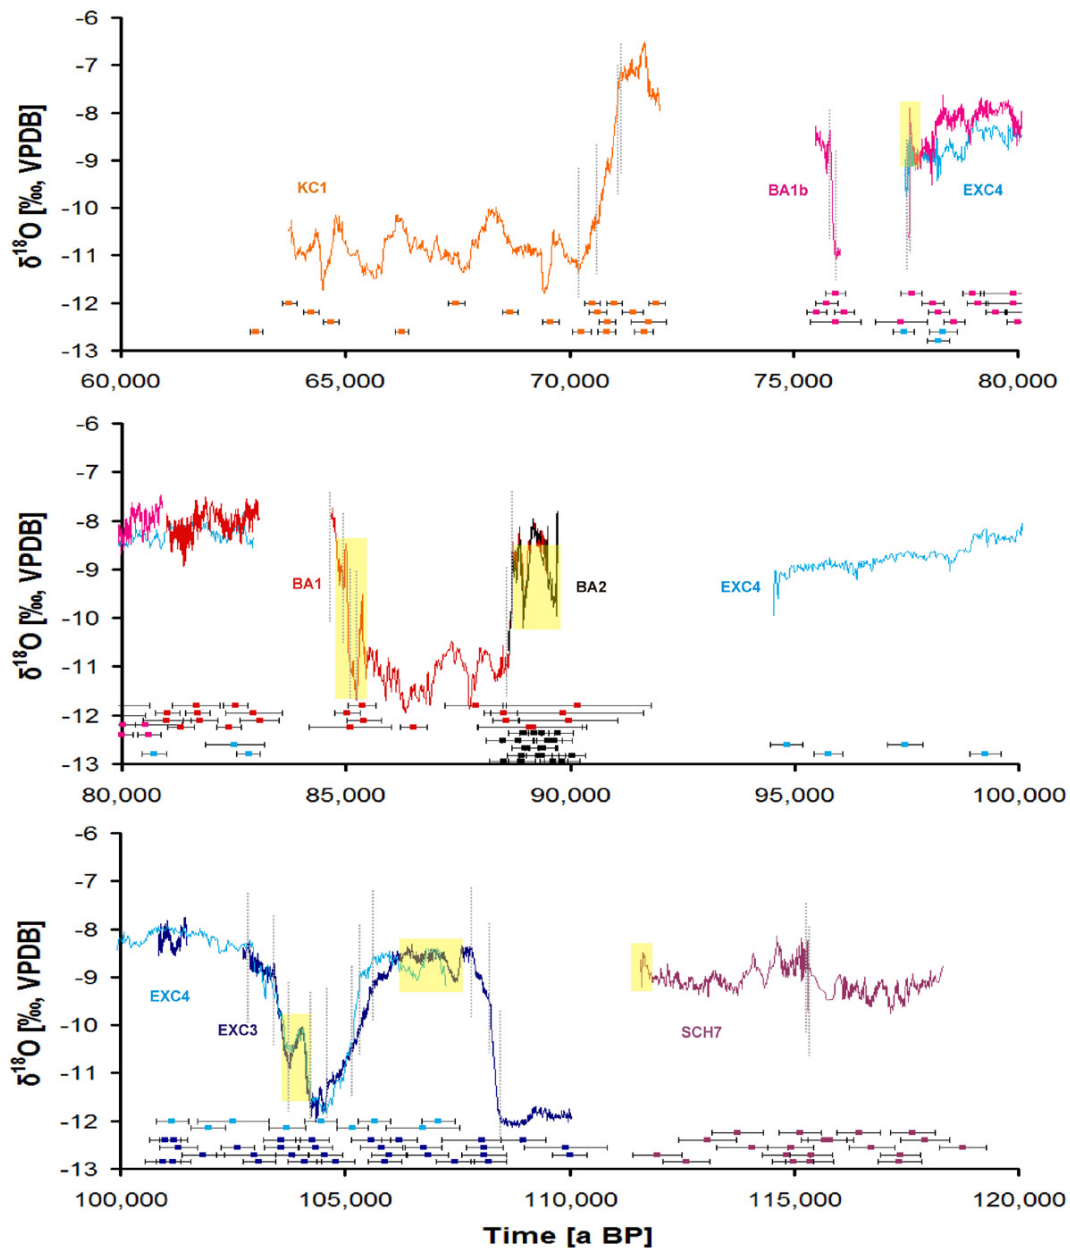 -6
-7
-8
-9
-10
-11
-12
-13
δ18O [‰, VPDB]
KC1
BA1b
EXC4
60,000 65,000 70,000 75,000 80,000
-6
-7
-8
-9
-10
-11
-12
-13
δ18O [‰, VPDB]
BA1
BA2
EXC4
80,000 85,000 90,000 95,000 100,000
-6
-7
-8
-9
-10
-11
-12
-13
δ18O [‰, VPDB]
EXC4
EXC3
SCH7
100,000 105,000 110,000 115,000 120,000
Time [a BP]